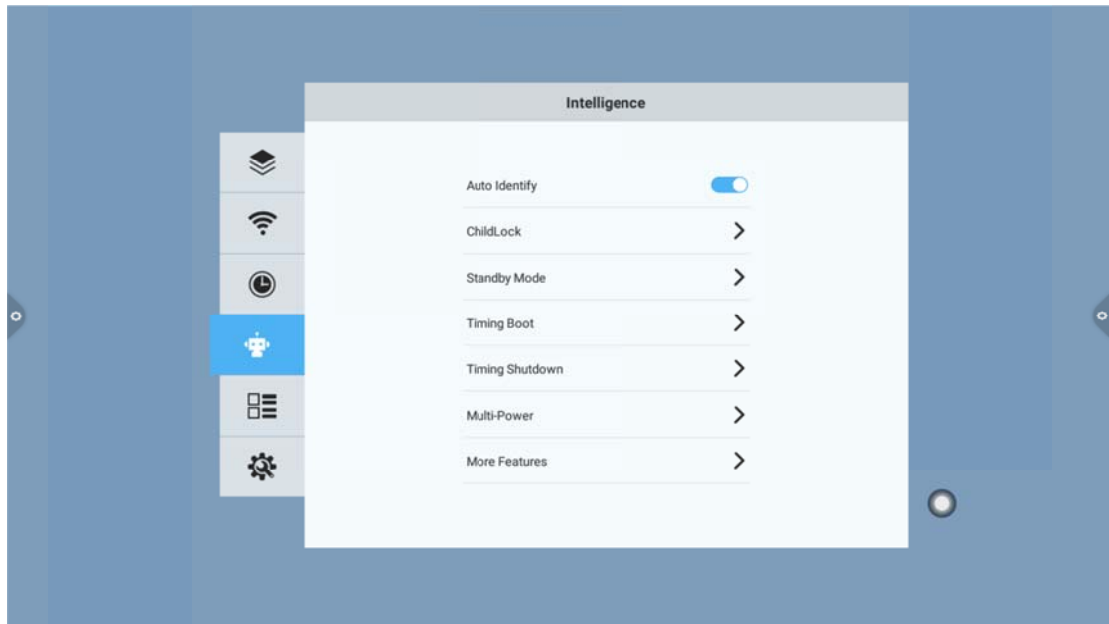 Intelligence
Auto Identify
ChildLock
Standby Mode
Timing Boot
Timing Shutdown
Multi-Power
More Features